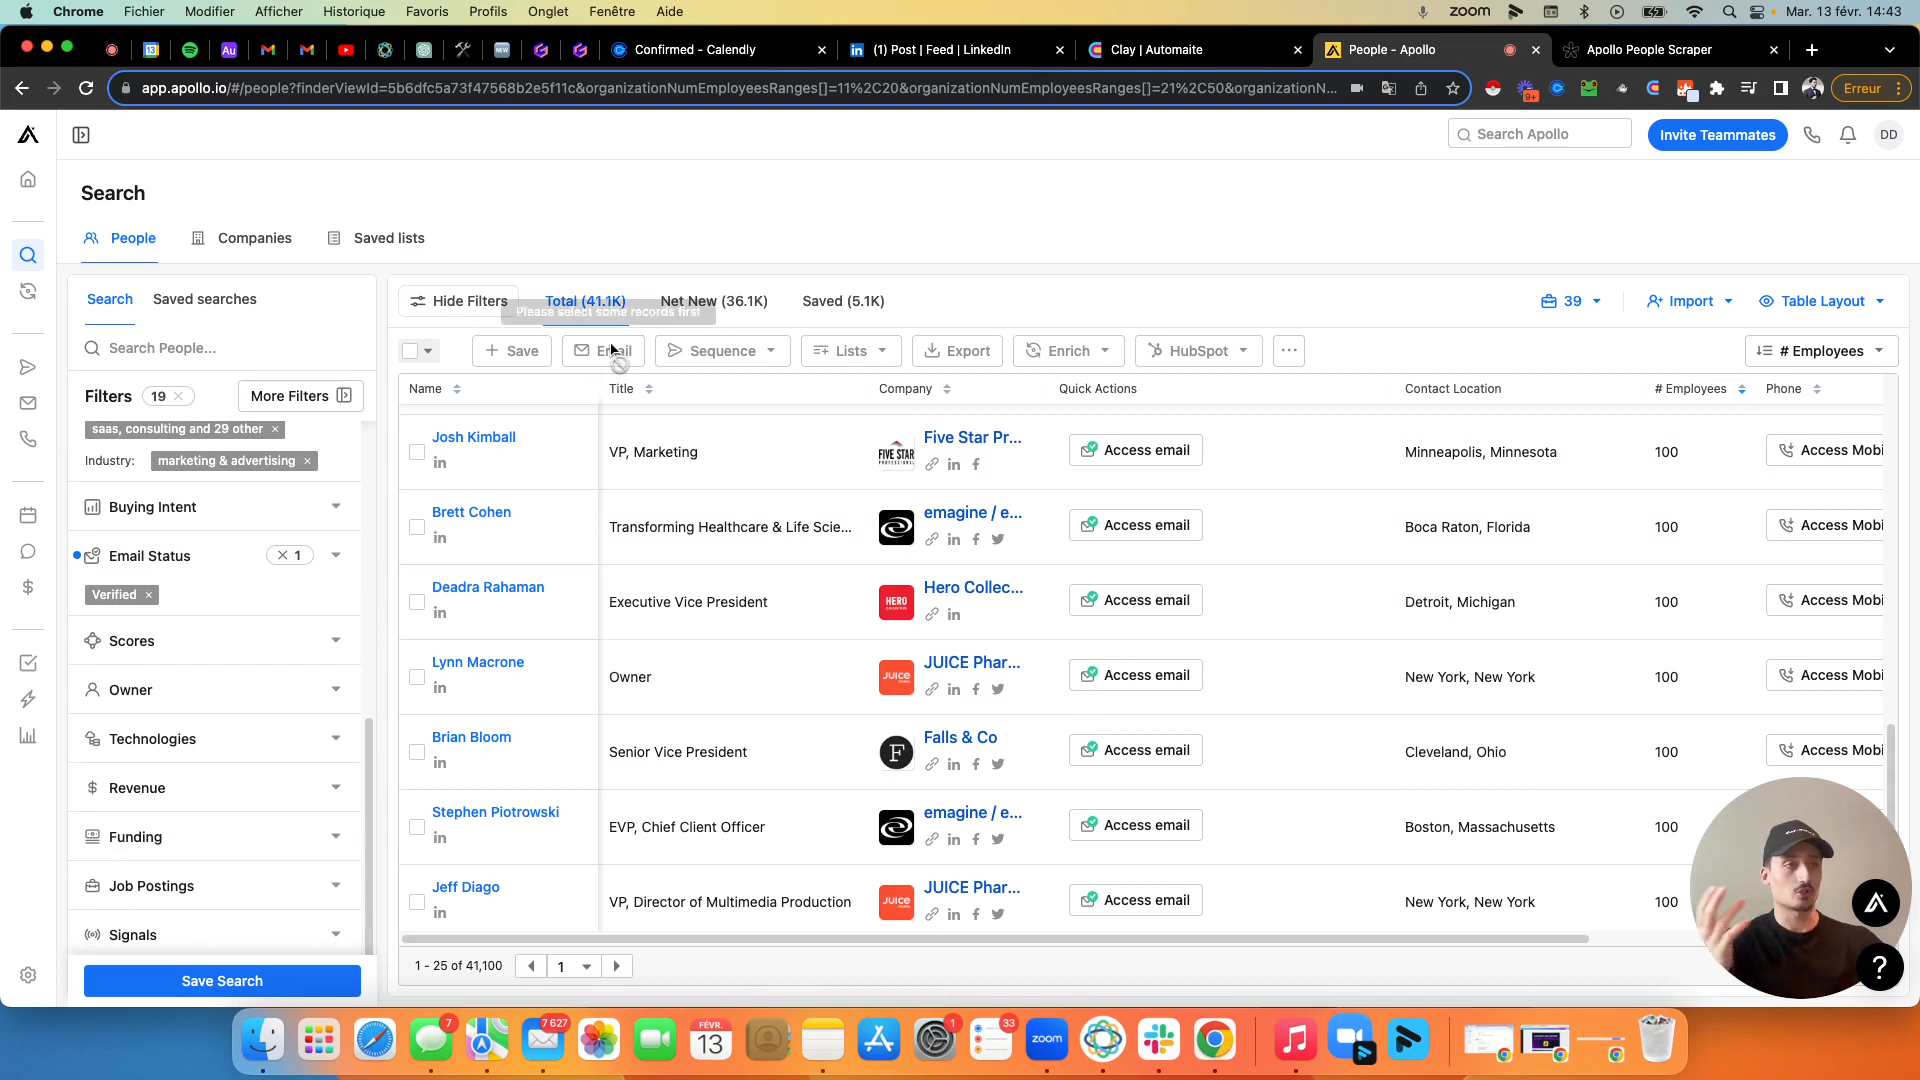 Chrome Fichier Modifier Afficher Historique Favoris Profils Onglet Fenêtre Aide zoom Mar. 13 févr. 14:43
Confirmed - Calendly (1) Post | Feed | LinkedIn Clay | Automaite People - Apollo Apollo People Scraper
app.apollo.io/#/people?finderViewId=5b6dfc5a73f47568b2e5f11c&organizationNumEmployeesRanges[]=11%2C20&organizationNumEmployeesRanges[]=21%2C50&organizationN... Erreur
Search Apollo Invite Teammates DD
Search
People Companies Saved lists
Search Saved searches
Hide Filters Total (41.1K) Net New (36.1K) Saved (5.1K) 39 Import Table Layout
Please select some records first
Search People...
Save Email Sequence Lists Export Enrich HubSpot # Employees
Filters 19 More Filters
Name Title Company Quick Actions Contact Location # Employees Phone
saas, consulting and 29 other
Industry: marketing & advertising
Buying Intent
Email Status 1
Verified
Scores
Owner
Technologies
Revenue
Funding
Job Postings
Signals
Save Search
Josh Kimball VP, Marketing Five Star Pr... Access email Minneapolis, Minnesota 100 Access Mobi
Brett Cohen Transforming Healthcare & Life Scie... emagine / e... Access email Boca Raton, Florida 100 Access Mobi
Deadra Rahaman Executive Vice President Hero Collec... Access email Detroit, Michigan 100 Access Mobi
Lynn Macrone Owner JUICE Phar... Access email New York, New York 100 Access Mobi
Brian Bloom Senior Vice President Falls & Co Access email Cleveland, Ohio 100 Access Mobi
Stephen Piotrowski EVP, Chief Client Officer emagine / e... Access email Boston, Massachusetts 100
Jeff Diago VP, Director of Multimedia Production JUICE Phar... Access email New York, New York 100
1 - 25 of 41,100 1
7 7 627 FÉVR. 13 1 33 zoom